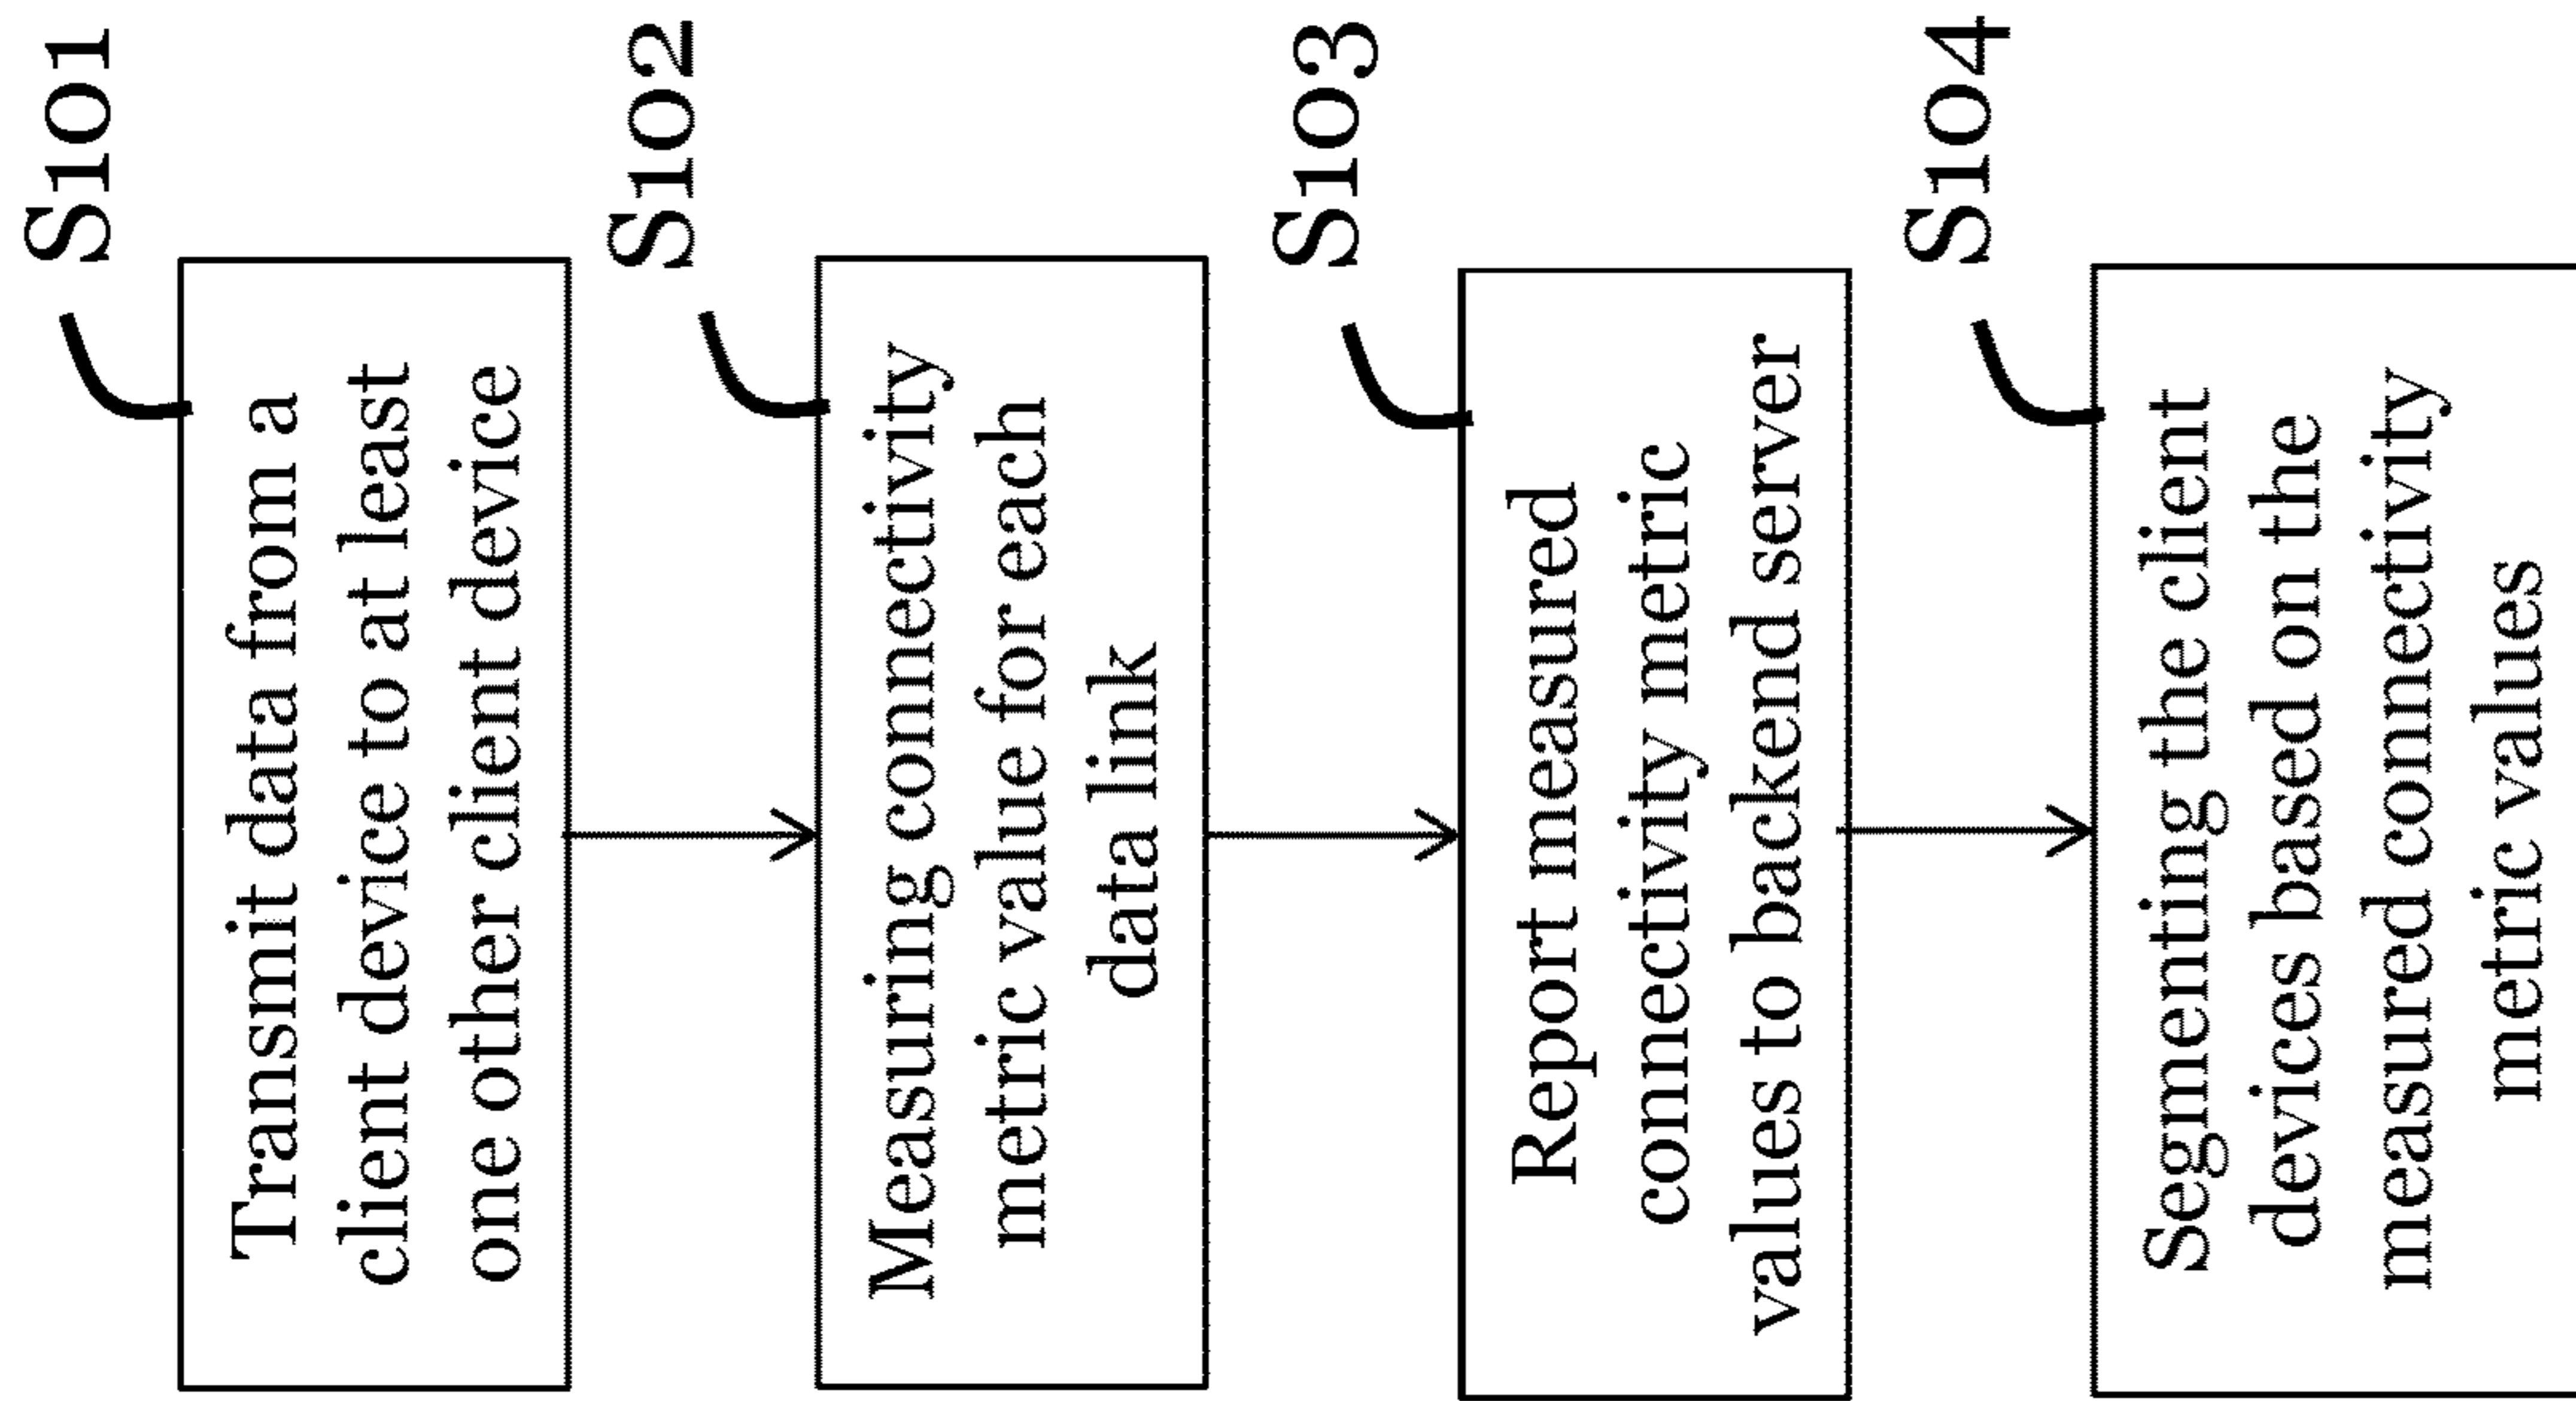 S101
Transmit data from a
client device to at least
one other client device
S102
Measuring connectivity
metric value for each
data link
S103
Report measured
connectivity metric
values to backend server
S104
Segmenting the client
devices based on the
measured connectivity
metric values